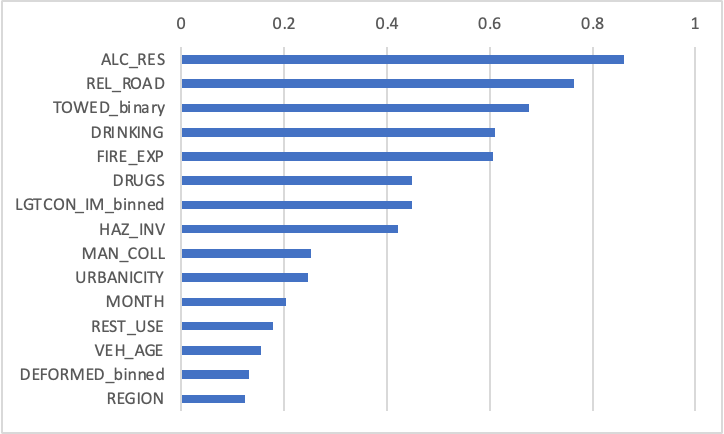 0 0.2 0.4 0.6 0.8 1
ALC_RES
REL_ROAD
TOWED_binary
DRINKING
FIRE_EXP
DRUGS
LGTCON_IM_binned
HAZ_INV
MAN_COLL
URBANICITY
MONTH
REST_USE
VEH_AGE
DEFORMED_binned
REGION